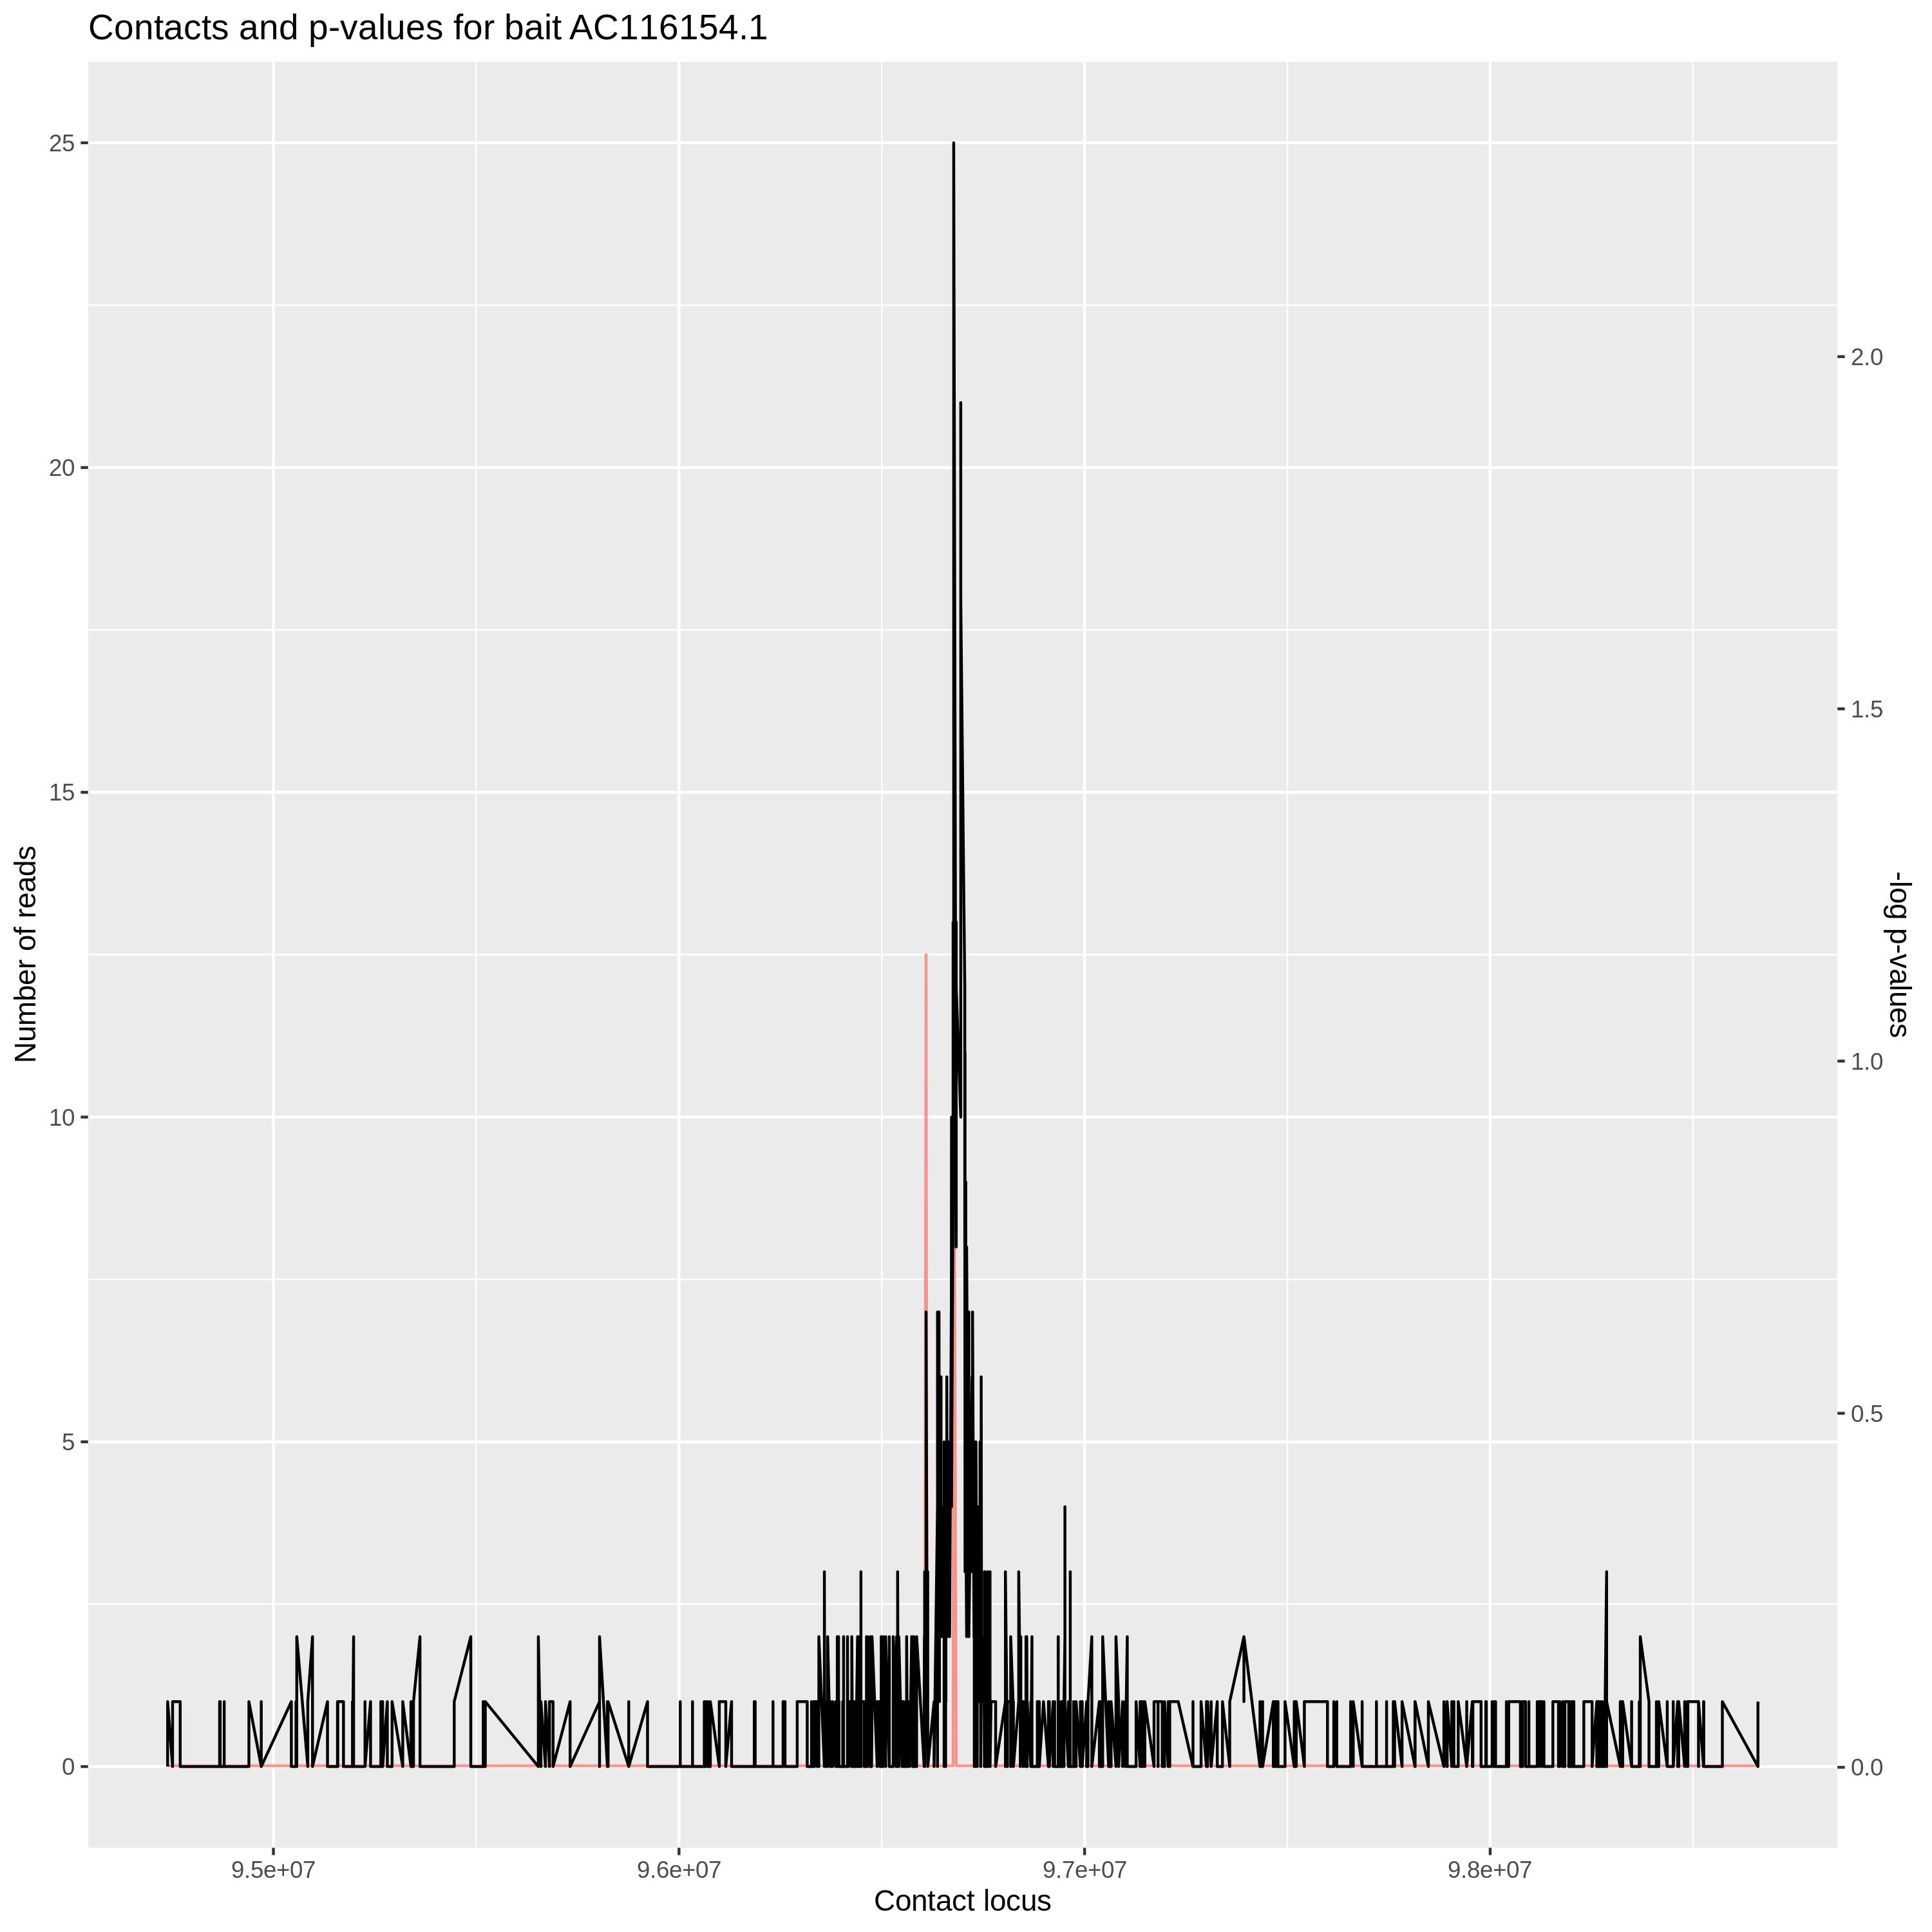 Contacts and p-values for bait AC116154.1
25
20
15
10
5
0
Number of reads
2.0
1.5
1.0
0.5
0.0
-log p-values
9.5e+07
9.6e+07
9.7e+07
9.8e+07
Contact locus